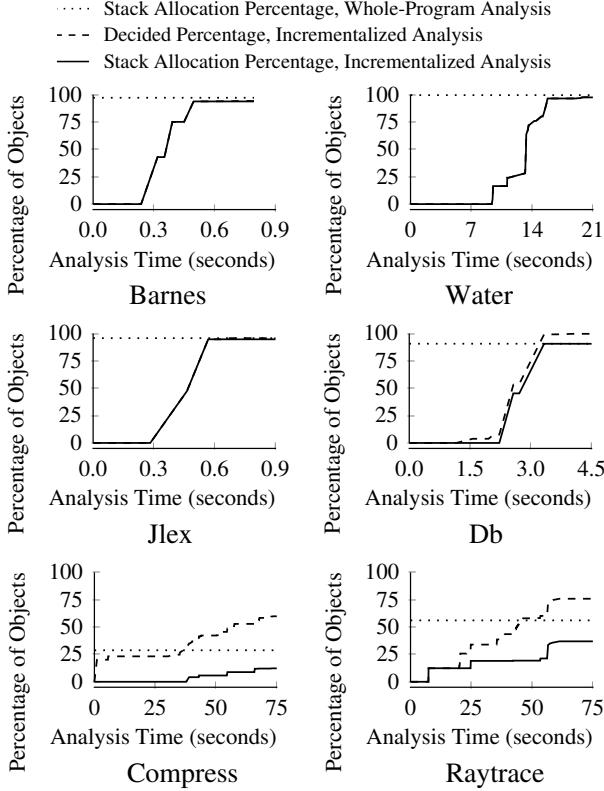 Stack Allocation Percentage, Whole-Program Analysis
Decided Percentage, Incrementalized Analysis
Stack Allocation Percentage, Incrementalized Analysis
Percentage of Objects
100
75
50
25
0
0.0 0.3 0.6 0.9
Analysis Time (seconds)
Barnes
Percentage of Objects
100
75
50
25
0
0 7 14 21
Analysis Time (seconds)
Water
Percentage of Objects
100
75
50
25
0
0.0 0.3 0.6 0.9
Analysis Time (seconds)
Jlex
Percentage of Objects
100
75
50
25
0
0.0 1.5 3.0 4.5
Analysis Time (seconds)
Db
Percentage of Objects
100
75
50
25
0
0 25 50 75
Analysis Time (seconds)
Compress
Percentage of Objects
100
75
50
25
0
0 25 50 75
Analysis Time (seconds)
Raytrace